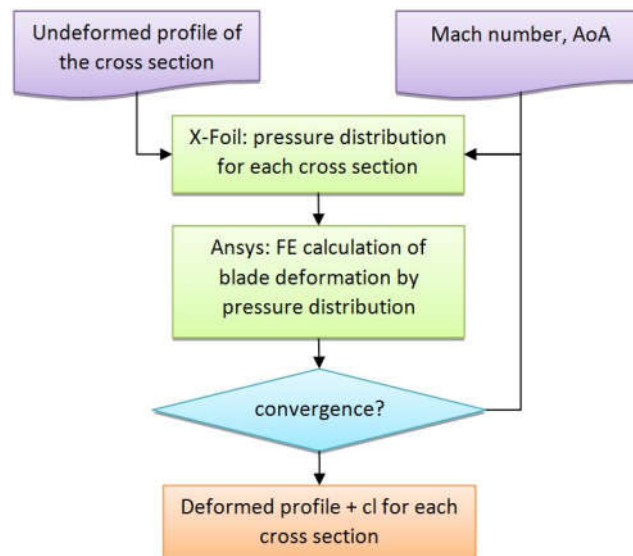 Undeformed profile of
the cross section
Mach number, AoA
X-Foil: pressure distribution
for each cross section
Ansys: FE calculation of
blade deformation by
pressure distribution
convergence?
Deformed profile + cl for each
cross section